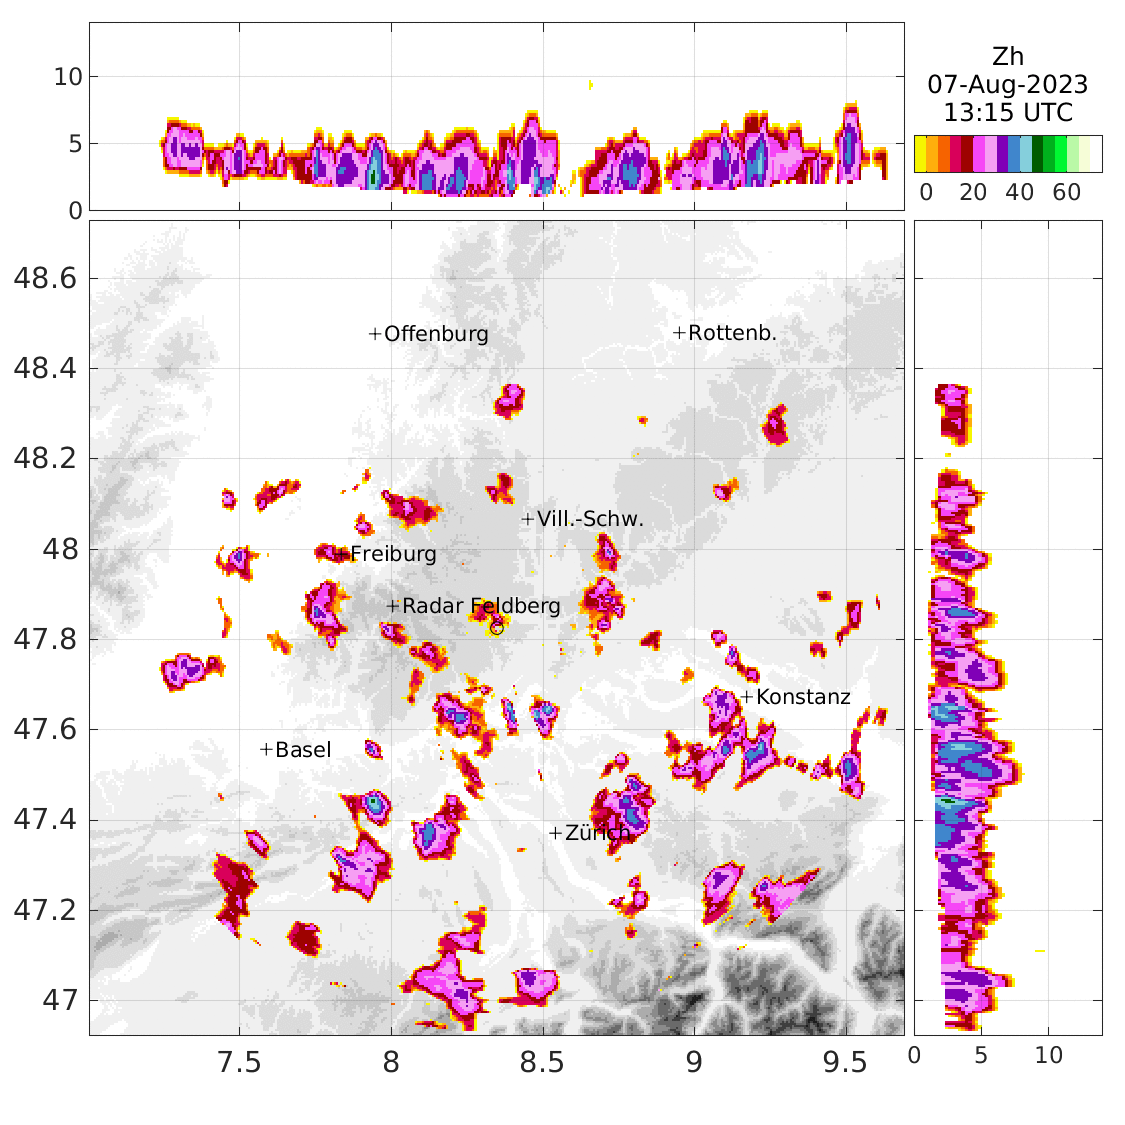 10
5
0
Zh
07-Aug-2023
13:15 UTC
0 20 40 60
48.6
48.4
48.2
48
47.8
47.6
47.4
47.2
47
+Offenburg
+Rottenb.
+Vill.-Schw.
+Freiburg
+Radar Feldberg
+Konstanz
+Basel
+Zürich
7.5 8 8.5 9 9.5
0 5 10